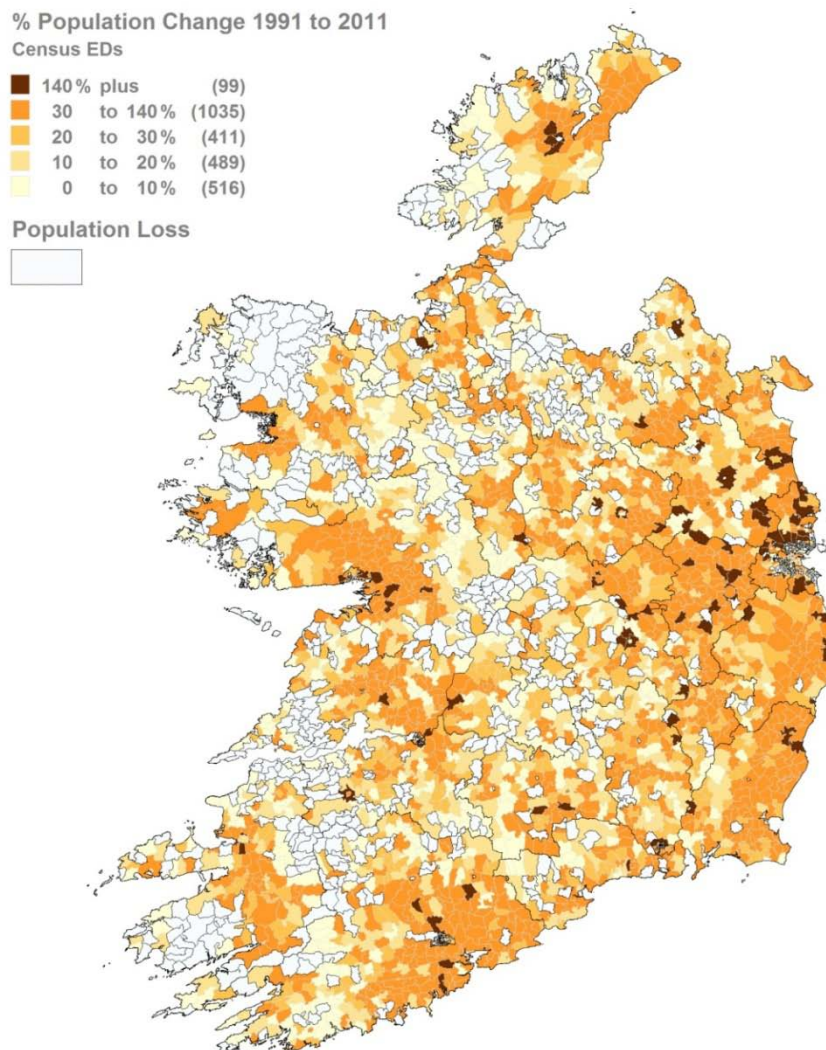 % Population Change 1991 to 2011
Census EDs
140% plus (99)
30 to 140% (1035)
20 to 30% (411)
10 to 20% (489)
0 to 10% (516)
Population Loss